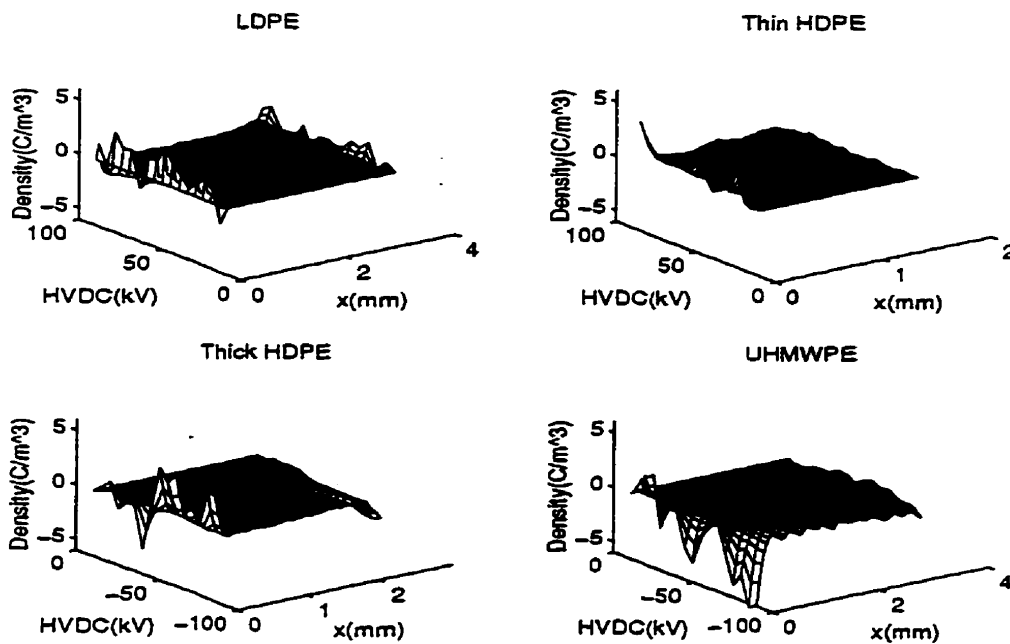 LDPE
Density(C/m^3)
5
0
−5
100
50
0
HVDC(kV)
0
2
4
x(mm)
Thin HDPE
Density(C/m^3)
5
0
−5
100
50
0
HVDC(kV)
0
1
2
x(mm)
Thick HDPE
Density(C/m^3)
5
0
−5
0
−50
−100
HVDC(kV)
0
1
2
x(mm)
UHMWPE
Density(C/m^3)
5
0
−5
0
−50
−100
HVDC(kV)
0
2
4
x(mm)